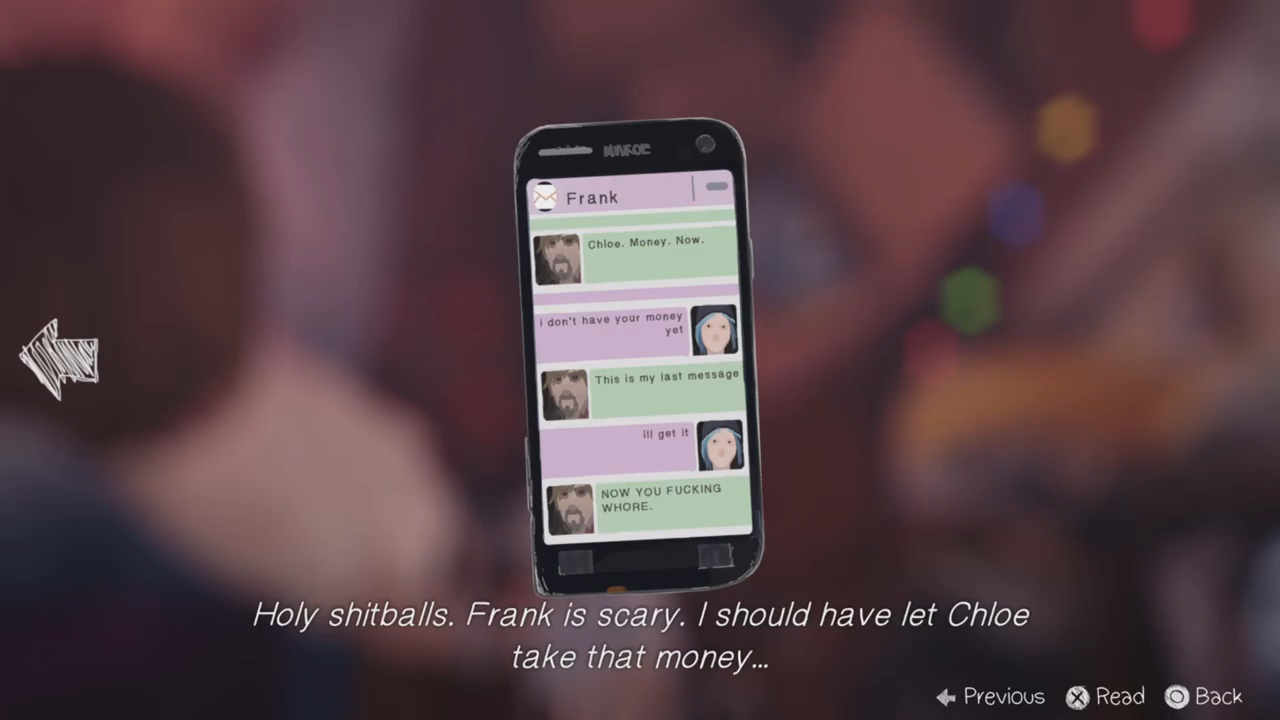 Frank
Chloe. Money. Now.
i don't have your money
yet
This is my last message
ill get it
NOW YOU FUCKING
WHORE.
Holy shitballs. Frank is scary. I should have let Chloe
take that money...
Previous Read Back